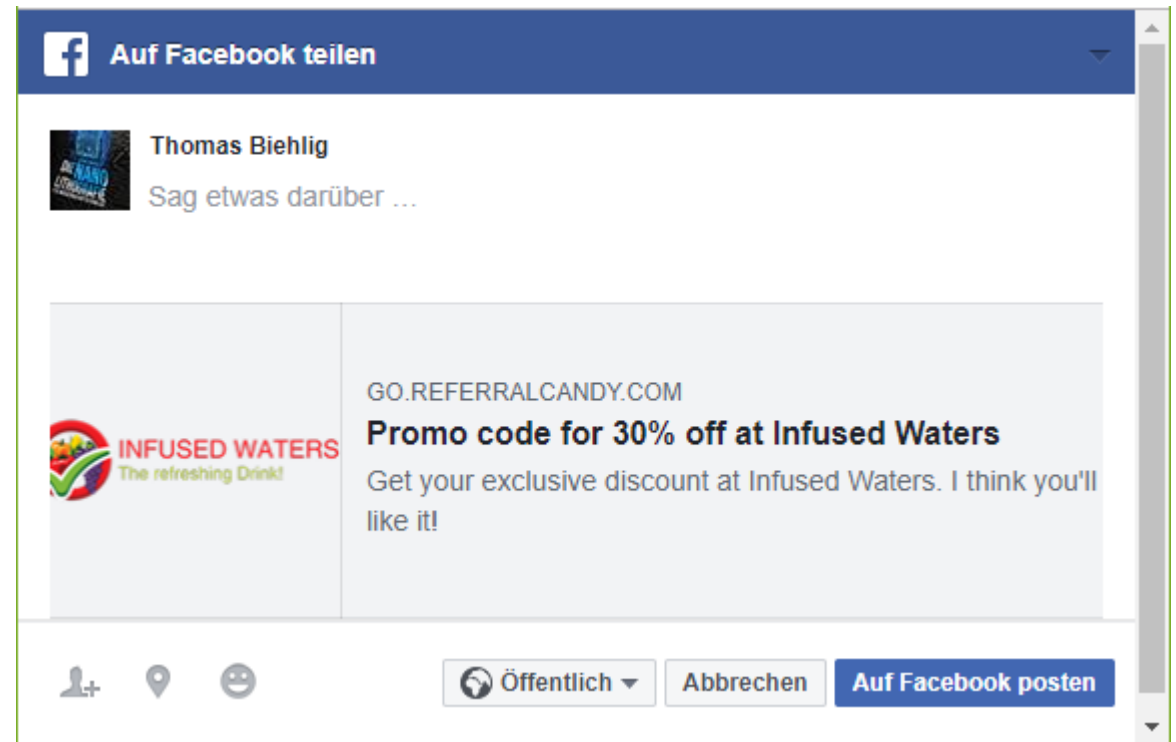 f Auf Facebook teilen
Thomas Biehlig
Sag etwas darüber ...
INFUSED WATERS
The refreshing Drink!
GO.REFERRALCANDY.COM
Promo code for 30% off at Infused Waters
Get your exclusive discount at Infused Waters. I think you'll
like it!
Öffentlich
Abbrechen
Auf Facebook posten